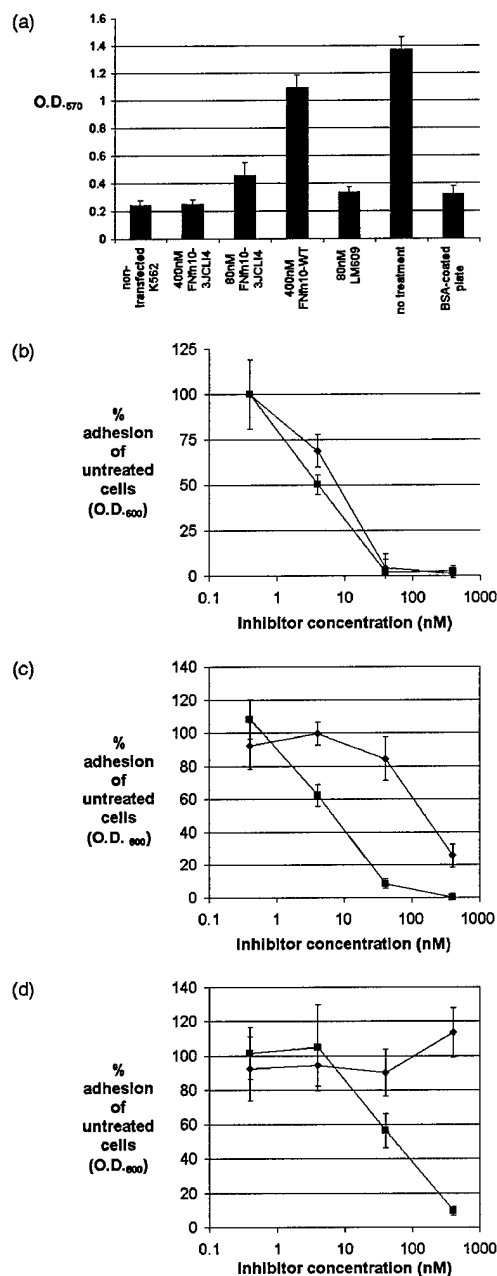 (a)
1.6
1.4
O.D.570
1.2
1
0.8
0.6
0.4
0.2
0
non-
transfected
K562
400nM
FNfn10-
3JCLI4
80nM
FNfn10-
3JCLI4
400nM
FNfn10-WT
80nM
LM609
no treatment
BSA-coated
plate
(b)
125
100
75
50
25
0
%
adhesion
of
untreated
cells
(O.D.600)
0.1
1
10
100
1000
Inhibitor concentration (nM)
(c)
140
120
100
80
60
40
20
0
%
adhesion
of
untreated
cells
(O.D. 600)
0.1
1
10
100
1000
Inhibitor concentration (nM)
(d)
140
120
100
80
60
40
20
0
%
adhesion
of
untreated
cells
(O.D.600)
0.1
1
10
100
1000
Inhibitor concentration (nM)